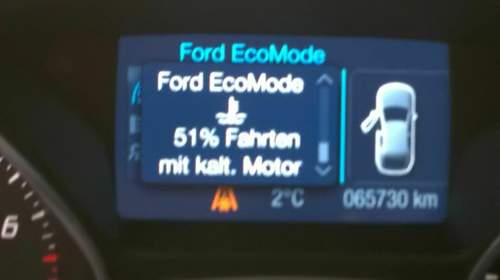 Ford EcoMode
Ford EcoMode
51% Fahrten
mit kalt. Motor
2°C 065730 km
6